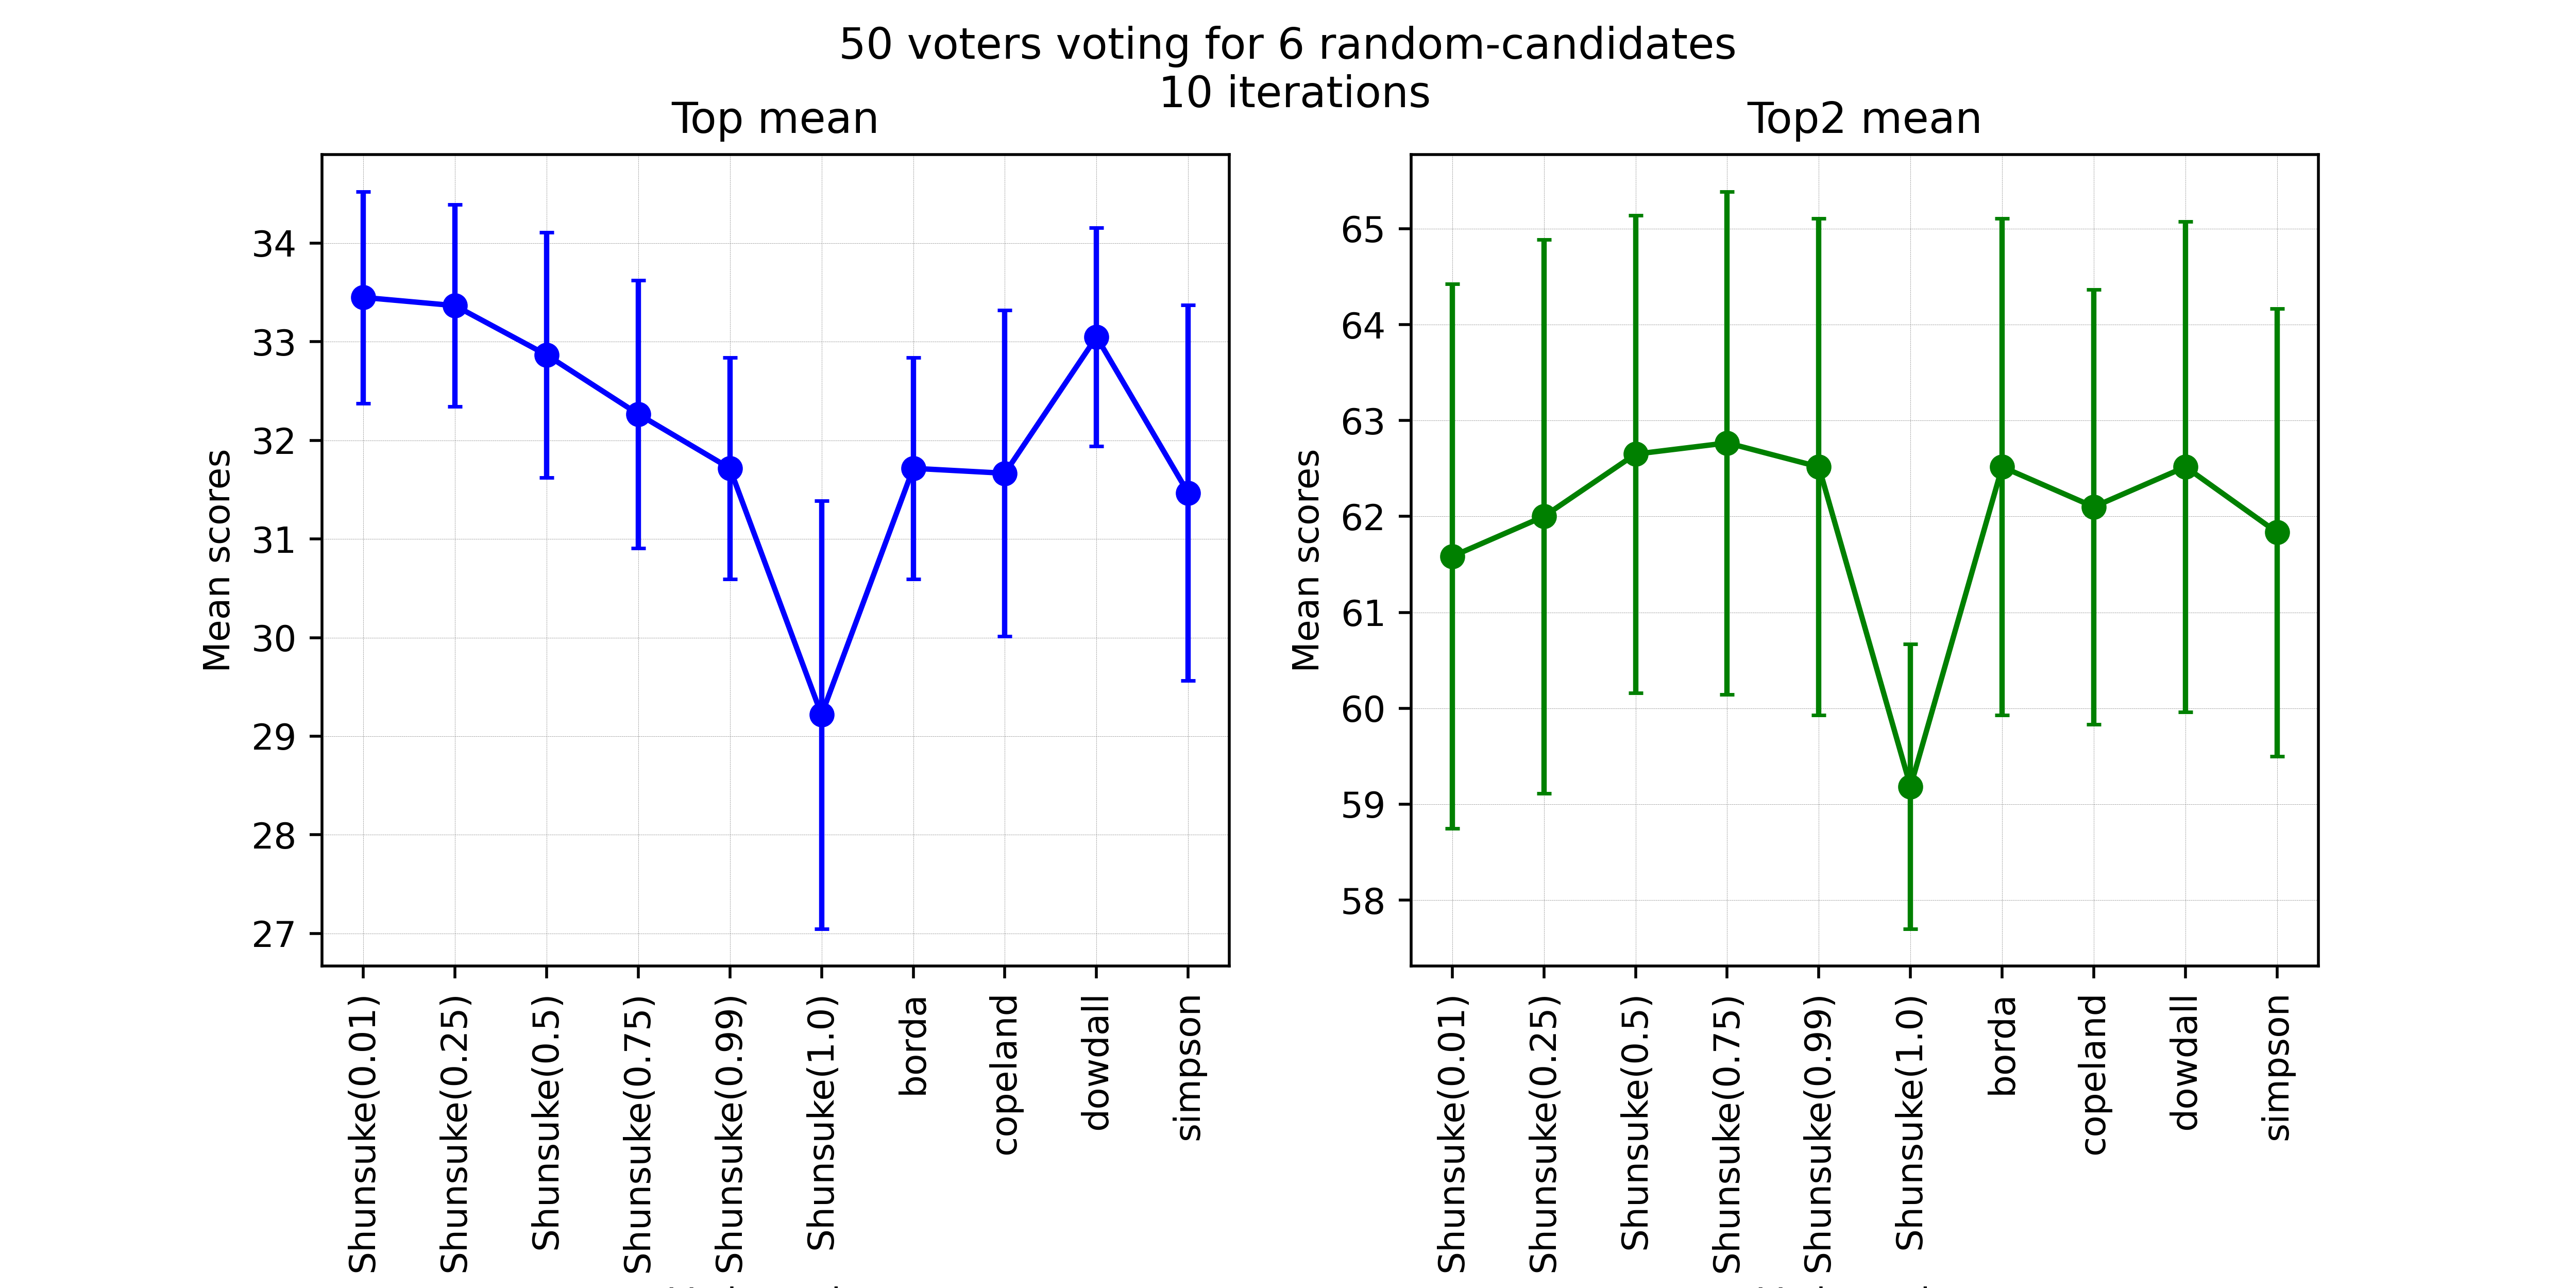 50 voters voting for 6 random-candidates
10 iterations
Top mean
Mean scores
34
33
32
31
30
29
28
27
Shunsuke(0.01)
Shunsuke(0.25)
Shunsuke(0.5)
Shunsuke(0.75)
Shunsuke(0.99)
Shunsuke(1.0)
borda
copeland
dowdall
simpson
Top2 mean
Mean scores
65
64
63
62
61
60
59
58
Shunsuke(0.01)
Shunsuke(0.25)
Shunsuke(0.5)
Shunsuke(0.75)
Shunsuke(0.99)
Shunsuke(1.0)
borda
copeland
dowdall
simpson